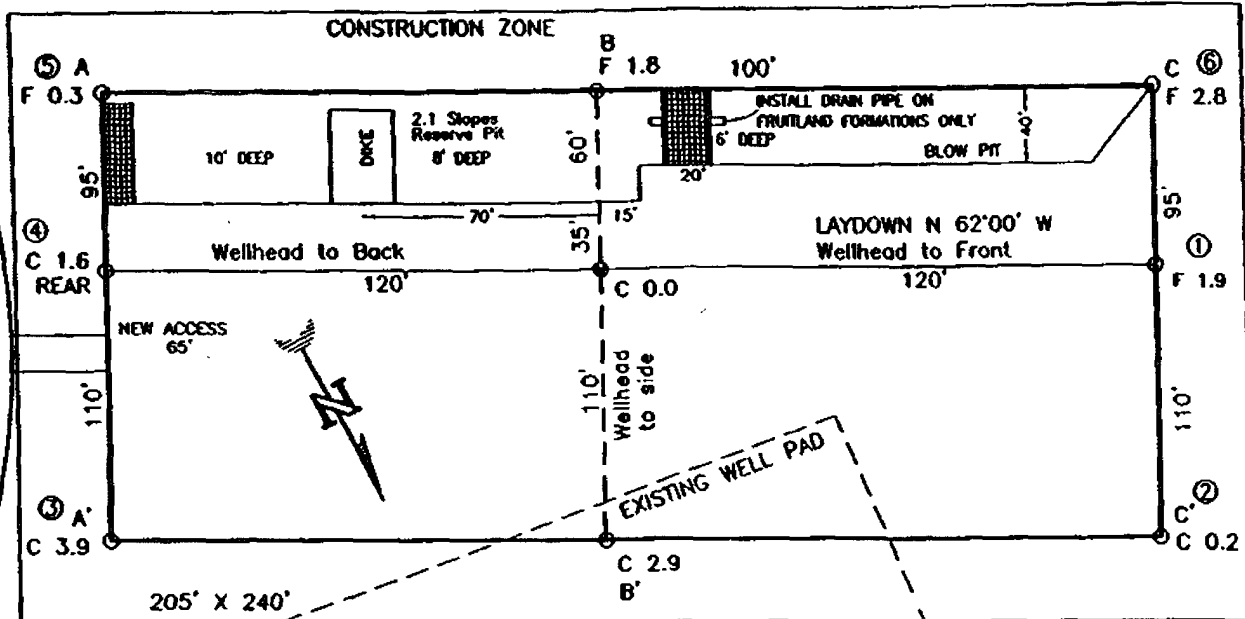 CONSTRUCTION ZONE
⑤ A
F 0.3
B
F 1.8
100'
C ⑥
F 2.8
INSTALL DRAIN PIPE ON
FRUITLAND FORMATIONS ONLY
6' DEEP
40'
BLOW PIT
20'
2.1 Slopes
Reserve Pit
10' DEEP
DIKE
8' DEEP
60'
95'
95'
70'
15'
35'
④
C 1.6
REAR
Wellhead to Back
120'
C 0.0
LAYDOWN N 62°00' W
Wellhead to Front
120'
①
F 1.9
NEW ACCESS
65'
N
110'
110'
Wellhead
to side
110'
EXISTING WELL PAD
③ A'
C 3.9
C 2.9
B'
C' ②
C 0.2
205' X 240'